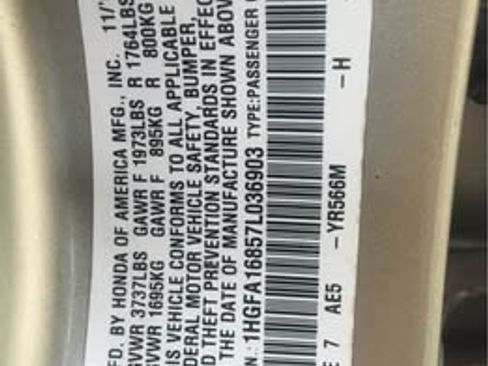 FD. BY HONDA OF AMERICA MFG., INC. 11/
GVWR 3737LBS GAWR F 1973LBS R 1764LBS
GVWR 1695KG GAWR F 895KG R 800KG
IS VEHICLE CONFORMS TO ALL APPLICABLE
DERAL MOTOR VEHICLE SAFETY, BUMPER,
D THEFT PREVENTION STANDARDS IN EFFEC
THE DATE OF MANUFACTURE SHOWN ABOV
N.: 1HGFA16857L036903 TYPE:PASSENGER
E 7 AE5 -YR566M -H